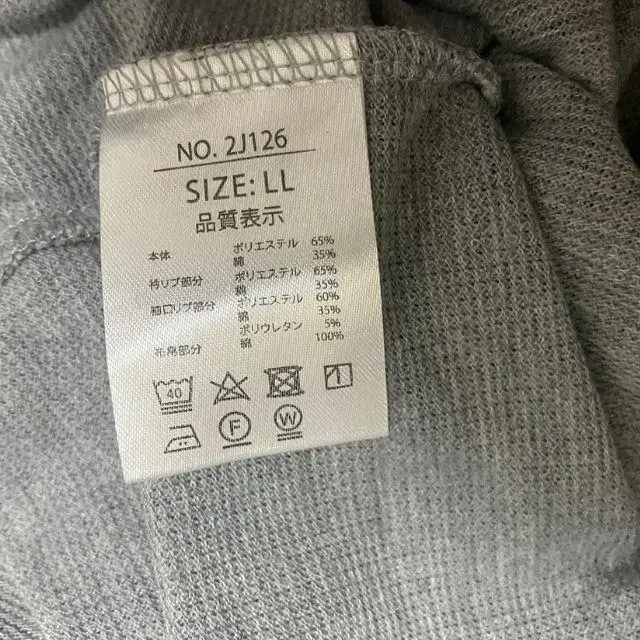 NO. 2J126
SIZE: LL
品質表示
本体 ポリエステル 65%
綿 35%
衿リブ部分 ポリエステル 65%
綿 35%
袖口リブ部分 ポリエステル 60%
綿 35%
ポリウレタン 5%
布帛部分 綿 100%
40
F W